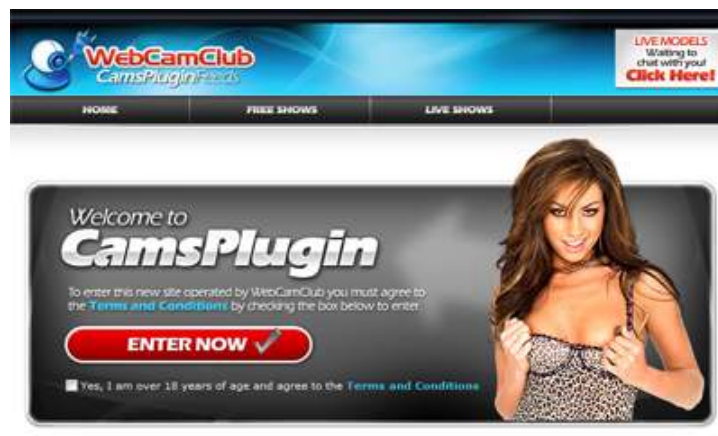 WebCamClub
CamsPluginFeeds
LIVE MODELS
Waiting to
chat with you!
Click Here!
HOME
FREE SHOWS
LIVE SHOWS
Welcome to
CamsPlugin
To enter this new site operated by WebCamClub you must agree to
the Terms and Conditions by checking the box below to enter
ENTER NOW
Yes, I am over 18 years of age and agree to the Terms and Conditions